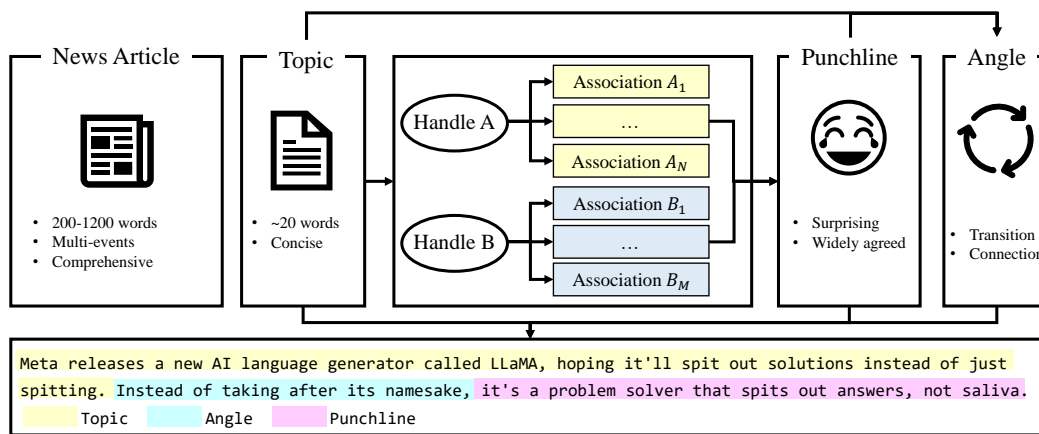 News Article
200-1200 words
Multi-events
Comprehensive
Topic
~20 words
Concise
Handle A
Association A1
...
Association AN
Handle B
Association B1
...
Association BM
Punchline
Surprising
Widely agreed
Angle
Transition
Connection
Meta releases a new AI language generator called LLaMA, hoping it'll spit out solutions instead of just
spitting. Instead of taking after its namesake, it's a problem solver that spits out answers, not saliva.
Topic Angle Punchline